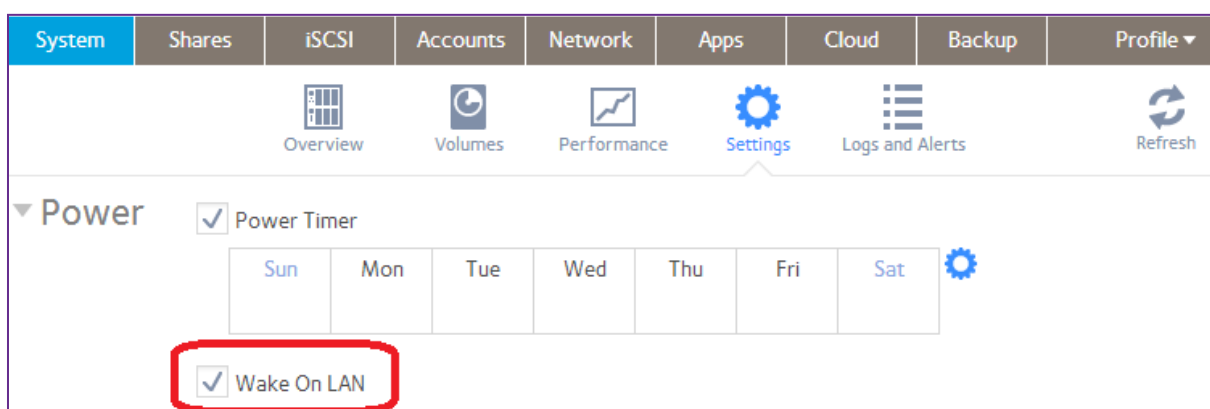 System Shares iSCSI Accounts Network Apps Cloud Backup Profile
Overview Volumes Performance Settings Logs and Alerts Refresh
Power Power Timer
Sun Mon Tue Wed Thu Fri Sat
Wake On LAN